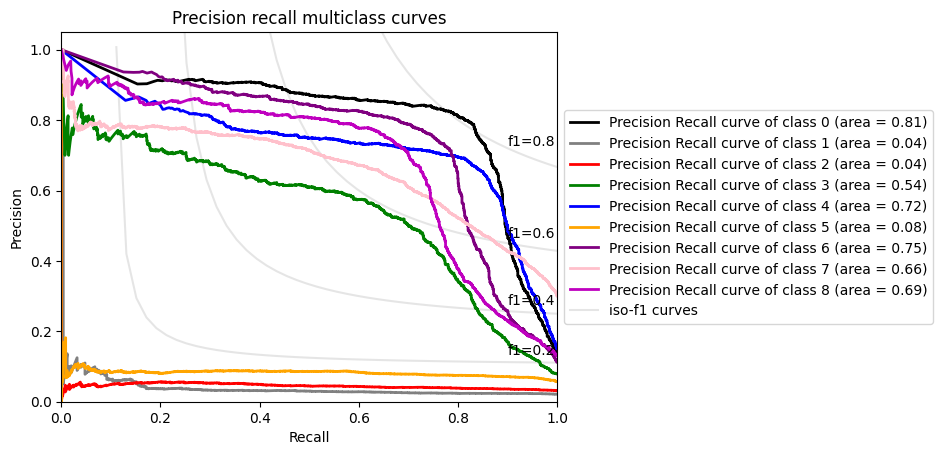 Precision recall multiclass curves
Precision
1.0
0.8
0.6
0.4
0.2
0.0
f1=0.8
f1=0.6
f1=0.4
f1=0.2
0.0 0.2 0.4 0.6 0.8 1.0
Recall
Precision Recall curve of class 0 (area = 0.81)
Precision Recall curve of class 1 (area = 0.04)
Precision Recall curve of class 2 (area = 0.04)
Precision Recall curve of class 3 (area = 0.54)
Precision Recall curve of class 4 (area = 0.72)
Precision Recall curve of class 5 (area = 0.08)
Precision Recall curve of class 6 (area = 0.75)
Precision Recall curve of class 7 (area = 0.66)
Precision Recall curve of class 8 (area = 0.69)
iso-f1 curves